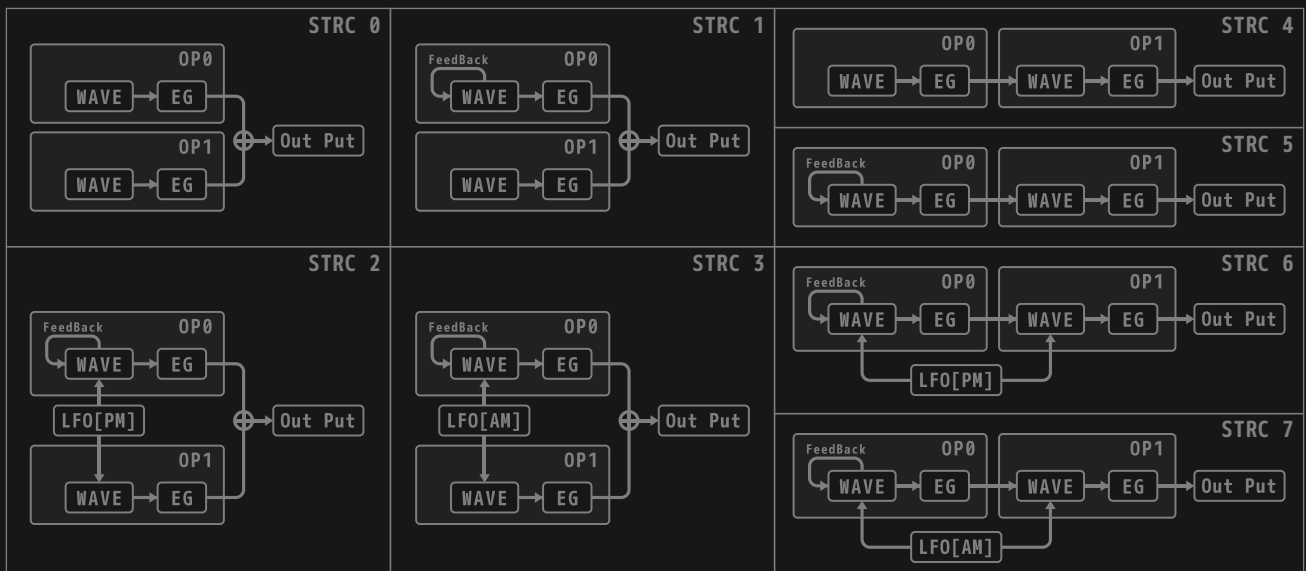 STRC 0
OP0
WAVE EG
OP1
WAVE EG
Out Put
STRC 1
FeedBack OP0
WAVE EG
OP1
WAVE EG
Out Put
STRC 2
FeedBack OP0
WAVE EG
LFO[PM]
OP1
WAVE EG
Out Put
STRC 3
FeedBack OP0
WAVE EG
LFO[AM]
OP1
WAVE EG
Out Put
STRC 4
OP0 OP1
WAVE EG WAVE EG Out Put
STRC 5
FeedBack OP0 OP1
WAVE EG WAVE EG Out Put
STRC 6
FeedBack OP0 OP1
WAVE EG WAVE EG Out Put
LFO[PM]
STRC 7
FeedBack OP0 OP1
WAVE EG WAVE EG Out Put
LFO[AM]